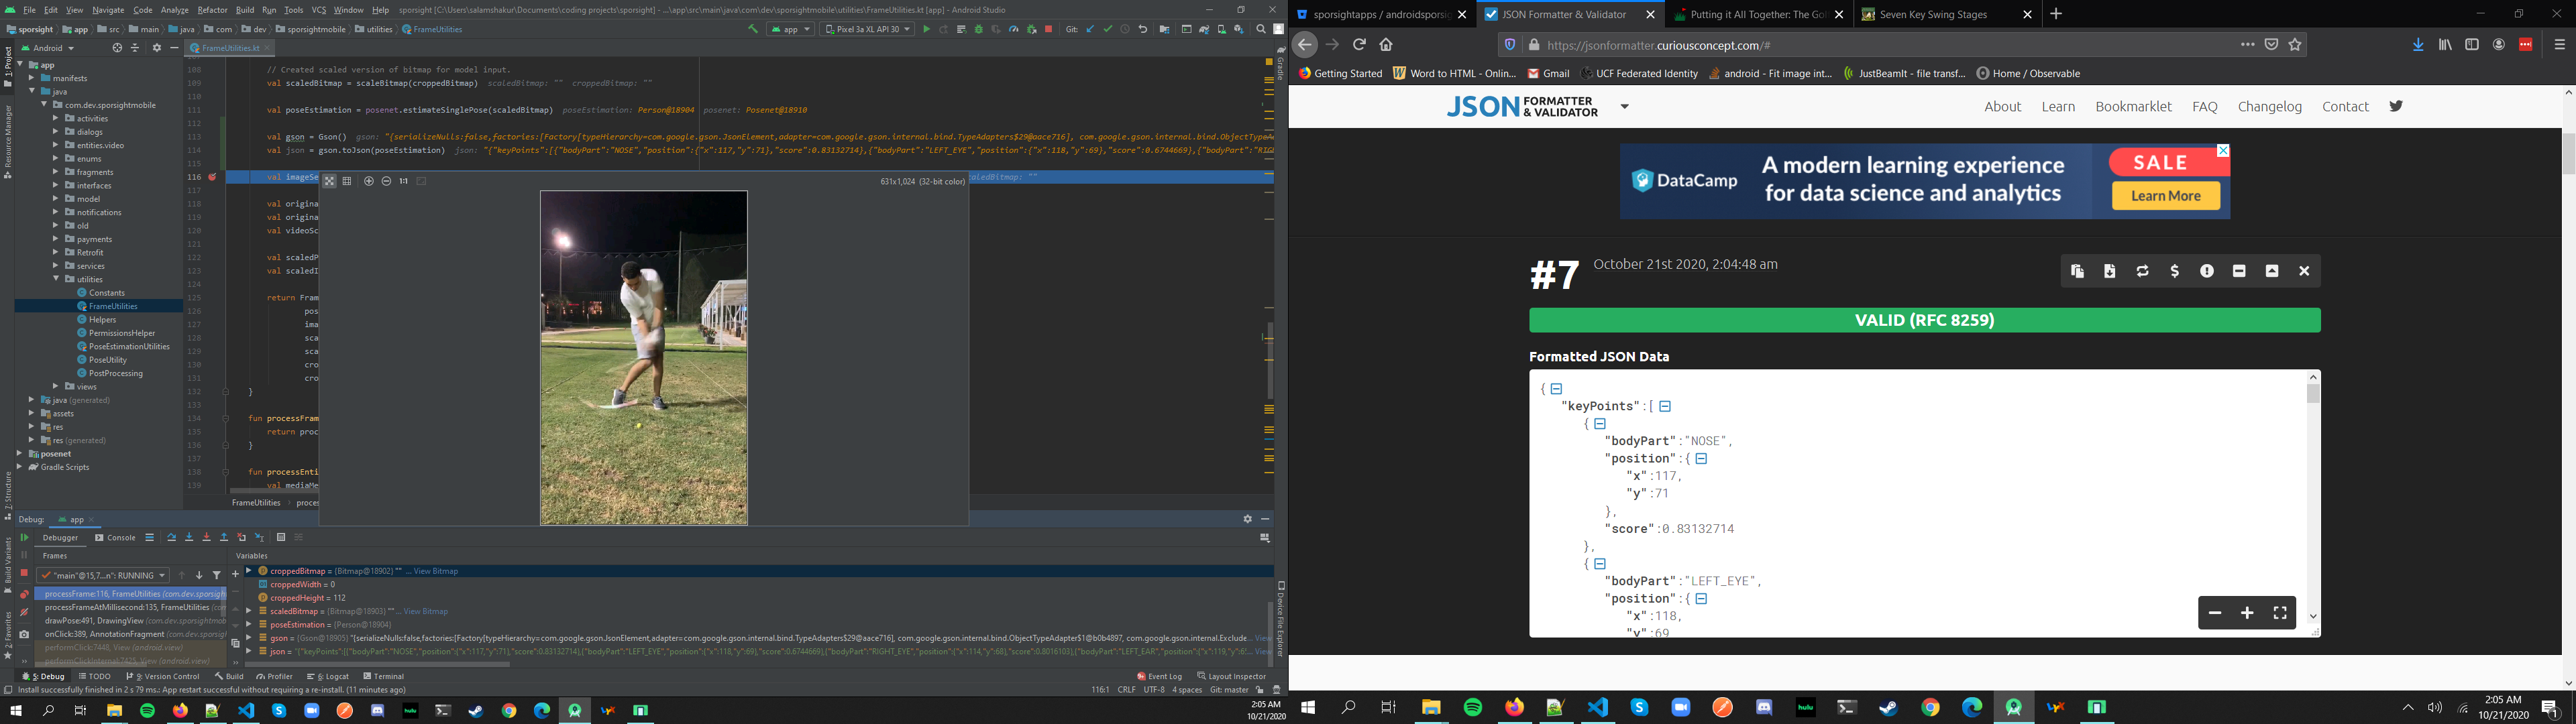 File Edit View Navigate Code Analyze Refactor Build Run Tools VCS Window Help sporsight [C:\Users\salamshakur\Documents\coding projects\sporsight] - ...\app\src\main\java\com\dev\sporsightmobile\utilities\FrameUtilities.kt [app] - Android Studio
sporsight app src main java com dev sporsightmobile utilities FrameUtilities
app Pixel 3a XL API 30 Git:
Android
FrameUtilities.kt
1: Project
Resource Manager
7: Structure
Build Variants
2: Favorites
app
manifests
java
com.dev.sporsightmobile
activities
dialogs
entities.video
enums
fragments
interfaces
model
notifications
old
payments
Retrofit
services
utilities
Constants
FrameUtilities
Helpers
PermissionsHelper
PoseEstimationUtilities
PoseUtility
PostProcessing
views
java (generated)
assets
res
res (generated)
posenet
Gradle Scripts
108 // Created scaled version of bitmap for model input.
109 val scaledBitmap = scaleBitmap(croppedBitmap) scaledBitmap: "" croppedBitmap: ""
110
111 val poseEstimation = posenet.estimateSinglePose(scaledBitmap) poseEstimation: Person@18904 posenet: Posenet@18910
112
113 val gson = Gson() gson: "{serializeNulls:false,factories:[Factory[typeHierarchy=com.google.gson.JsonElement,adapter=com.google.gson.internal.bind.TypeAdapters$29@aace716], com.google.gson.internal.bind.ObjectTypeAd
114 val json = gson.toJson(poseEstimation) json: "{"keyPoints":[{"bodyPart":"NOSE","position":{"x":117,"y":71},"score":0.83132714},{"bodyPart":"LEFT_EYE","position":{"x":118,"y":69},"score":0.6744669},{"bodyPart":"RIGH
115
116 val imageSe caledBitmap: ""
117
118 val origina
119 val origina
120 val videoSc
121
122 val scaledP
123 val scaledI
124
125 return Fram
126 pos
127 ima
128 sca
129 sca
130 cro
131 cro
132 }
133
134 fun processFram
135 return proc
136 }
137
138 fun processEnti
139 val mediaMe
1:1
631x1,024 (32-bit color)
FrameUtilities proces
Gradle
Device File Explorer
Debug: app
Debugger Console
Frames
Variables
"main"@15,7...n": RUNNING
processFrame:116, FrameUtilities (com.dev.sporsigh
processFrameAtMillisecond:135, FrameUtilities (con
drawPose:491, DrawingView (com.dev.sporsightmob
onClick:389, AnnotationFragment (com.dev.sporsigh
performClick:7448, View (android.view)
performClickInternal:7425, View (android.view)
croppedBitmap = {Bitmap@18902} "" ... View Bitmap
croppedWidth = 0
croppedHeight = 112
scaledBitmap = {Bitmap@18903} "" ... View Bitmap
poseEstimation = {Person@18904}
gson = {Gson@18905} "{serializeNulls:false,factories:[Factory[typeHierarchy=com.google.gson.JsonElement,adapter=com.google.gson.internal.bind.TypeAdapters$29@aace716], com.google.gson.internal.bind.ObjectTypeAdapter$1@b0b4897, com.google.gson.internal.Exclude... View
json = "{"keyPoints":[{"bodyPart":"NOSE","position":{"x":117,"y":71},"score":0.83132714},{"bodyPart":"LEFT_EYE","position":{"x":118,"y":69},"score":0.6744669},{"bodyPart":"RIGHT_EYE","position":{"x":114,"y":68},"score":0.8016103},{"bodyPart":"LEFT_EAR","position":{"x":119,"y":6... View
5: Debug TODO 9: Version Control Build Profiler 6: Logcat Terminal Event Log Layout Inspector
Install successfully finished in 2 s 79 ms.: App restart successful without requiring a re-install. (11 minutes ago) 116:1 CRLF UTF-8 4 spaces Git: master
2:05 AM
10/21/2020
sporsightapps / androidsporsig JSON Formatter & Validator Putting it All Together: The Gol Seven Key Swing Stages
https://jsonformatter.curiousconcept.com/#
Getting Started Word to HTML - Onlin... Gmail UCF Federated Identity android - Fit image int... JustBeamIt - file transf... Home / Observable
JSON FORMATTER & VALIDATOR
About Learn Bookmarklet FAQ Changelog Contact
DataCamp
A modern learning experience
for data science and analytics
SALE
Learn More
#7 October 21st 2020, 2:04:48 am
VALID (RFC 8259)
Formatted JSON Data
{
"keyPoints":[
{
"bodyPart":"NOSE",
"position":{
"x":117,
"y":71
},
"score":0.83132714
},
{
"bodyPart":"LEFT_EYE",
"position":{
"x":118,
"y":69
hulu
2:05 AM
10/21/2020